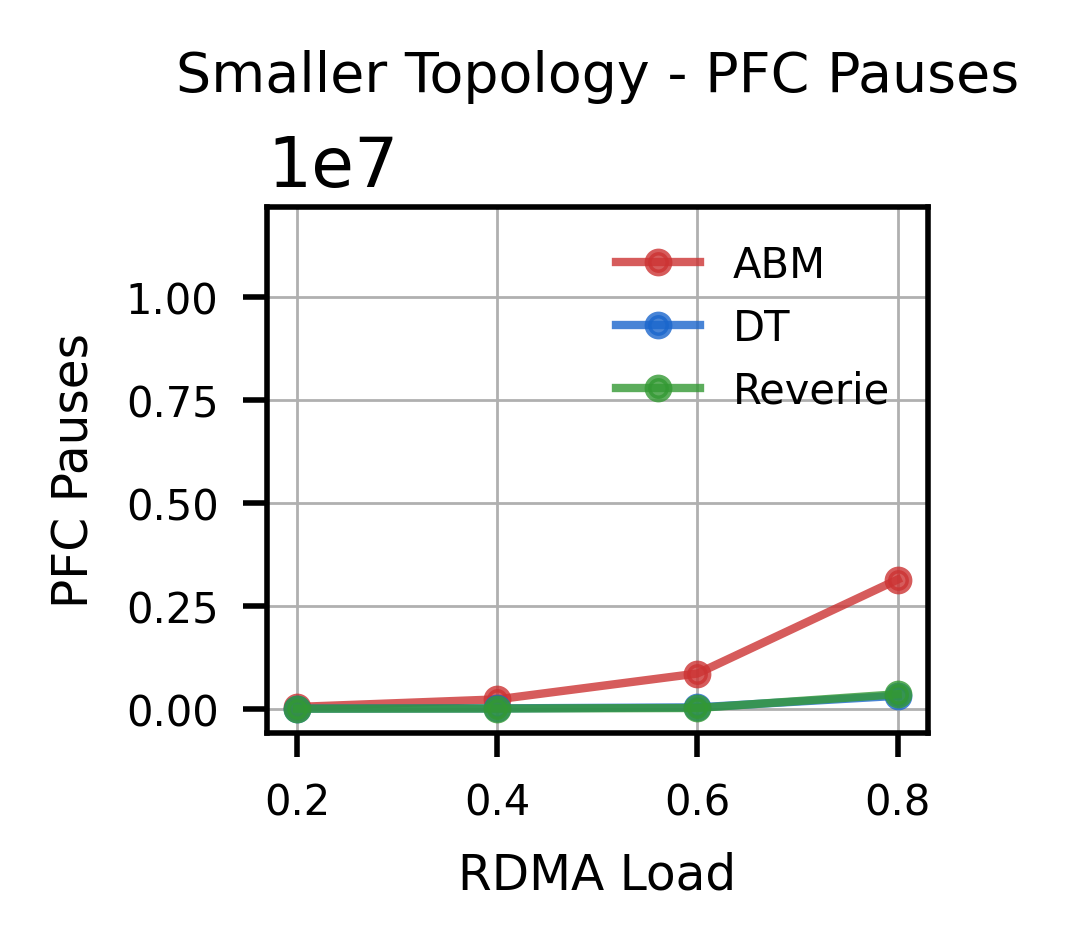 Smaller Topology - PFC Pauses
1e7
ABM
DT
Reverie
1.00
0.75
0.50
0.25
0.00
PFC Pauses
0.2 0.4 0.6 0.8
RDMA Load